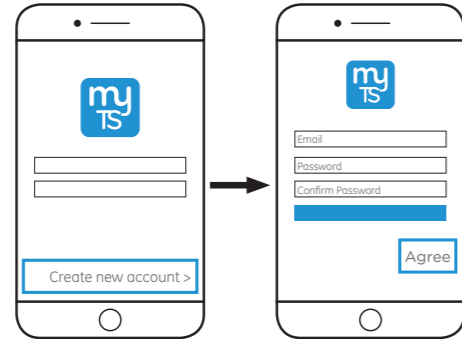 my
TS
Create new account >
my
TS
Email
Password
Confirm Password
Agree